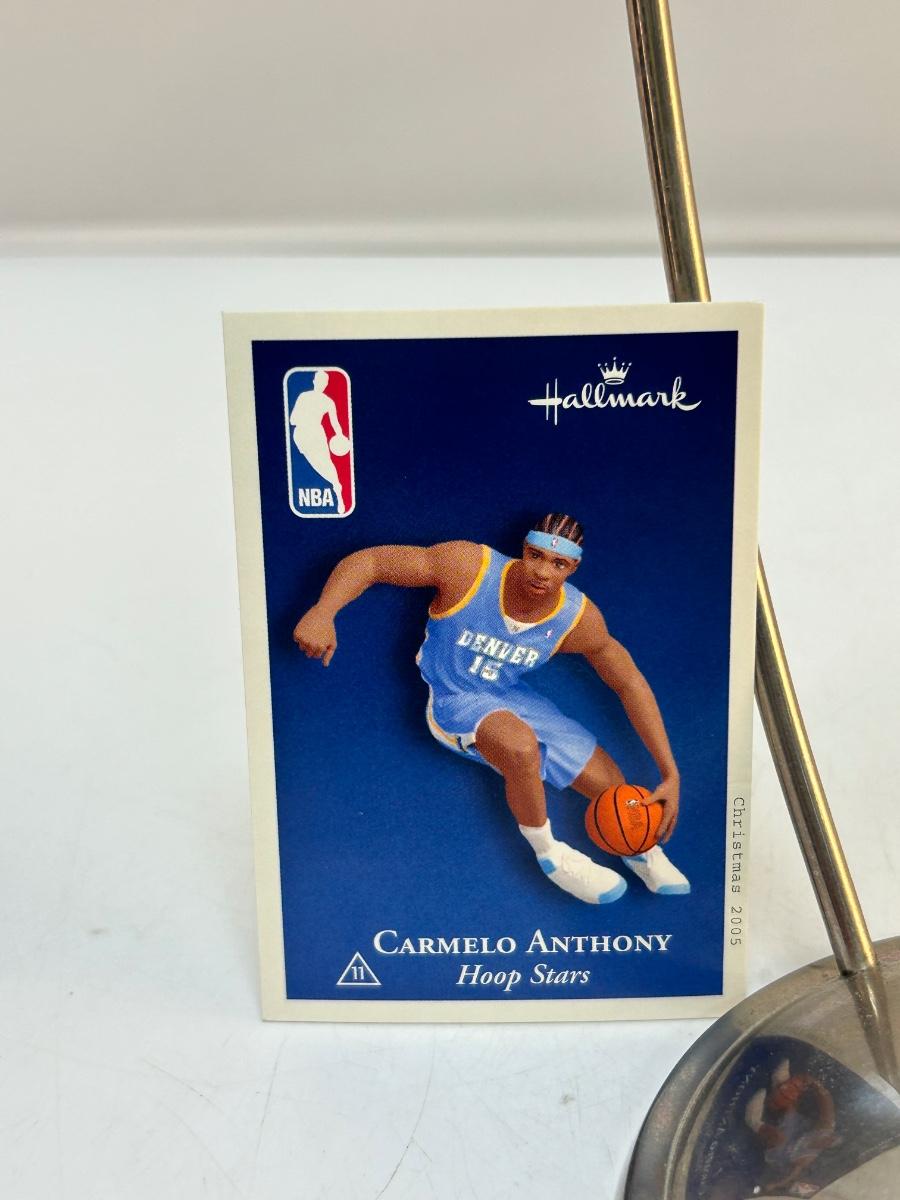 Hallmark
NBA
DENVER
15
Christmas 2005
CARMELO ANTHONY
11
Hoop Stars